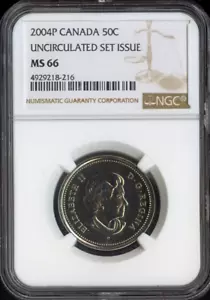 2004P CANADA 50C
UNCIRCULATED SET ISSUE
MS 66
4929218-216
NUMISMATIC GUARANTY CORPORATION
NGC
ELIZABETH II
D·G·REGINA
P